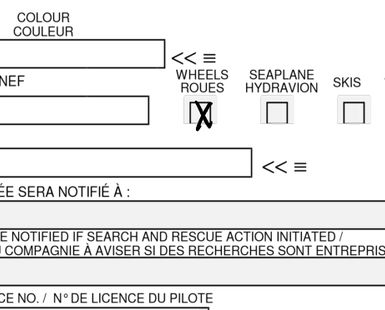 COLOUR
COULEUR
<< ≡
NEF
WHEELS
ROUES
SEAPLANE
HYDRAVION
SKIS
X
<< ≡
ÉE SERA NOTIFIÉ À :
E NOTIFIED IF SEARCH AND RESCUE ACTION INITIATED /
U COMPAGNIE À AVISER SI DES RECHERCHES SONT ENTREPRIS
CE NO. / N° DE LICENCE DU PILOTE